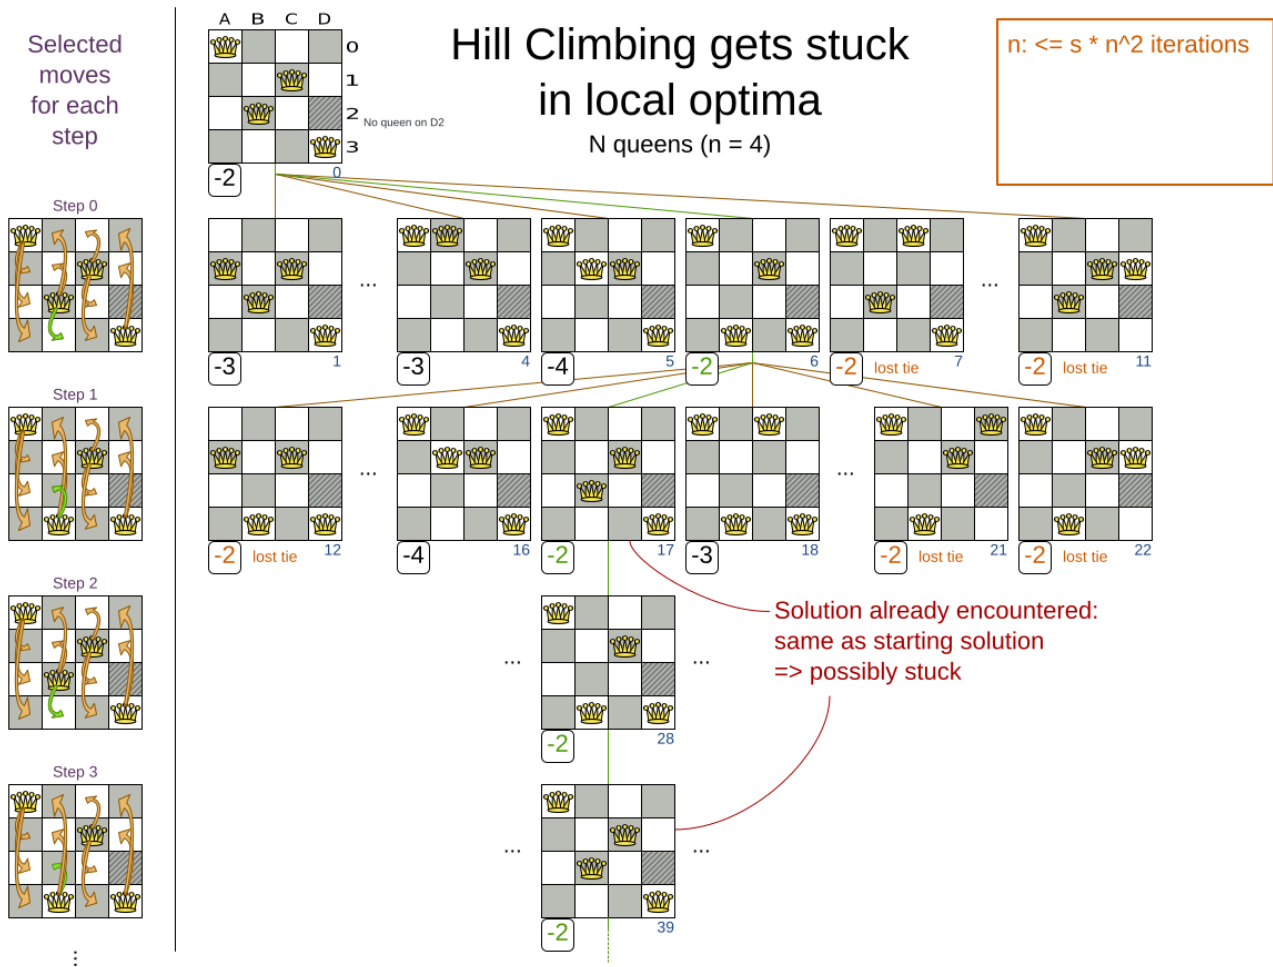 Selected
moves
for each
step
A B C D
0
1
2
3
No queen on D2
-2
0
Hill Climbing gets stuck
in local optima
N queens (n = 4)
n: <= s * n^2 iterations
Step 0
-3
1
...
-3
4
-4
5
-2
6
-2
lost tie
7
...
-2
lost tie
11
Step 1
-2
lost tie
12
...
-4
16
-2
17
-3
18
...
-2
lost tie
21
-2
lost tie
22
Step 2
...
-2
28
...
Solution already encountered:
same as starting solution
=> possibly stuck
Step 3
...
-2
39
...
...